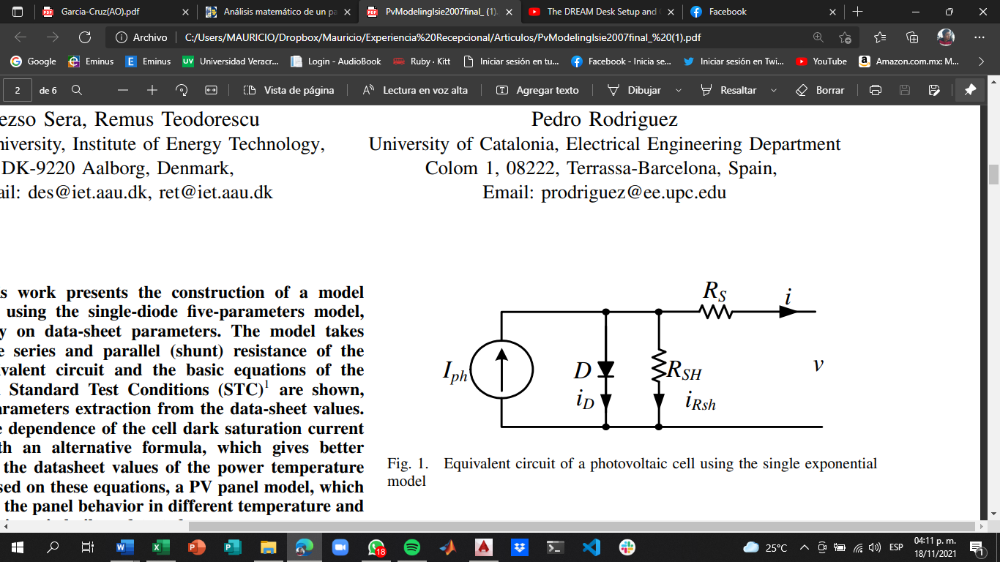 Garcia-Cruz(AO).pdf
Análisis matemático de un pa
PvModelingIsie2007final_ (1).
The DREAM Desk Setup and
Facebook
Archivo
C:/Users/MAURICIO/Dropbox/Mauricio/Experiencia%20Recepcional/Articulos/PvModelingIsie2007final_%20(1).pdf
Google
Eminus
Eminus
Universidad Veracr...
Login - AudioBook
Ruby · Kitt
Iniciar sesión en tu...
Facebook - Inicia se...
Iniciar sesión en Twi...
YouTube
Amazon.com.mx: M...
2
de 6
Vista de página
Lectura en voz alta
Agregar texto
Dibujar
Resaltar
Borrar
ezso Sera, Remus Teodorescu
niversity, Institute of Energy Technology,
DK-9220 Aalborg, Denmark,
ail: des@iet.aau.dk, ret@iet.aau.dk
Pedro Rodriguez
University of Catalonia, Electrical Engineering Department
Colom 1, 08222, Terrassa-Barcelona, Spain,
Email: prodriguez@ee.upc.edu
s work presents the construction of a model
using the single-diode five-parameters model,
y on data-sheet parameters. The model takes
e series and parallel (shunt) resistance of the
ivalent circuit and the basic equations of the
Standard Test Conditions (STC)1 are shown,
arameters extraction from the data-sheet values.
e dependence of the cell dark saturation current
th an alternative formula, which gives better
the datasheet values of the power temperature
sed on these equations, a PV panel model, which
the panel behavior in different temperature and
RS
i
Iph
D
iD
RSH
iRsh
v
Fig. 1. Equivalent circuit of a photovoltaic cell using the single exponential
model
18
25°C
ESP
04:11 p. m.
18/11/2021
1